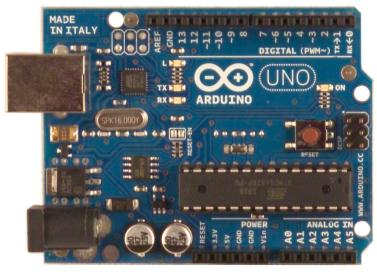 MADE
IN ITALY
AREF
GND
13
12
~11
~10
~9
8
7
~6
~5
4
~3
2
TX→1
RX←0
DIGITAL (PWM~)
L
TX
RX
ARDUINO
UNO
ON
SPK16.000Y
RESET-EN
RESET
ICSP
WWW.ARDUINO.CC
POWER
ANALOG IN
RESET
3.3V
5V
GND
GND
Vin
A0
A1
A2
A3
A4
A5